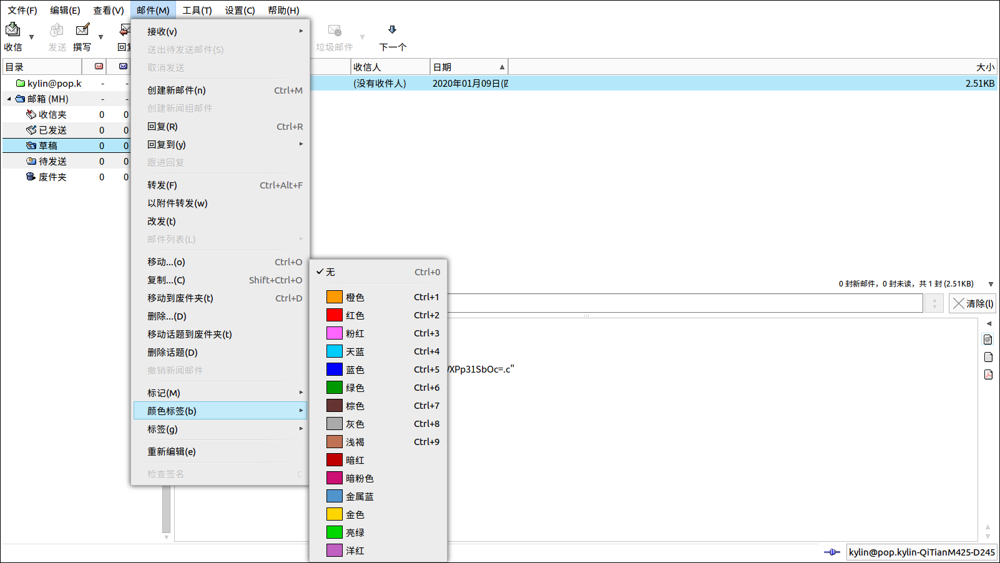 文件(F) 编辑(E) 查看(V) 邮件(M) 工具(T) 设置(C) 帮助(H)
收信 发送 撰写 回复 垃圾邮件 下一个
目录 收信人 日期 大小
kylin@pop.ky - - (没有收件人) 2020年01月09日(四 2.51KB
邮箱 (MH) - -
收信夹 0 0
已发送 0 0
草稿 0 0
待发送 0 0
废件夹 0 0
接收(v)
送出待发送邮件(S)
取消发送
创建新邮件(n) Ctrl+M
创建新闻组邮件
回复(R) Ctrl+R
回复到(y)
跟进回复
转发(F) Ctrl+Alt+F
以附件转发(w)
改发(t)
邮件列表(L)
移动...(o) Ctrl+O
复制...(C) Shift+Ctrl+O
移动到废件夹(t) Ctrl+D
删除...(D)
移动话题到废件夹(t)
删除话题(D)
撤销新闻邮件
标记(M)
颜色标签(b)
标签(g)
重新编辑(e)
检查签名 C
无 Ctrl+0
橙色 Ctrl+1
红色 Ctrl+2
粉红 Ctrl+3
天蓝 Ctrl+4
蓝色 Ctrl+5
绿色 Ctrl+6
棕色 Ctrl+7
灰色 Ctrl+8
浅褐 Ctrl+9
暗红
暗粉色
金属蓝
金色
亮绿
洋红
0 封新邮件，0 封未读，共 1 封 (2.51KB)
清除(l)
XPp31SbOc=.c"
kylin@pop.kylin-QiTianM425-D245